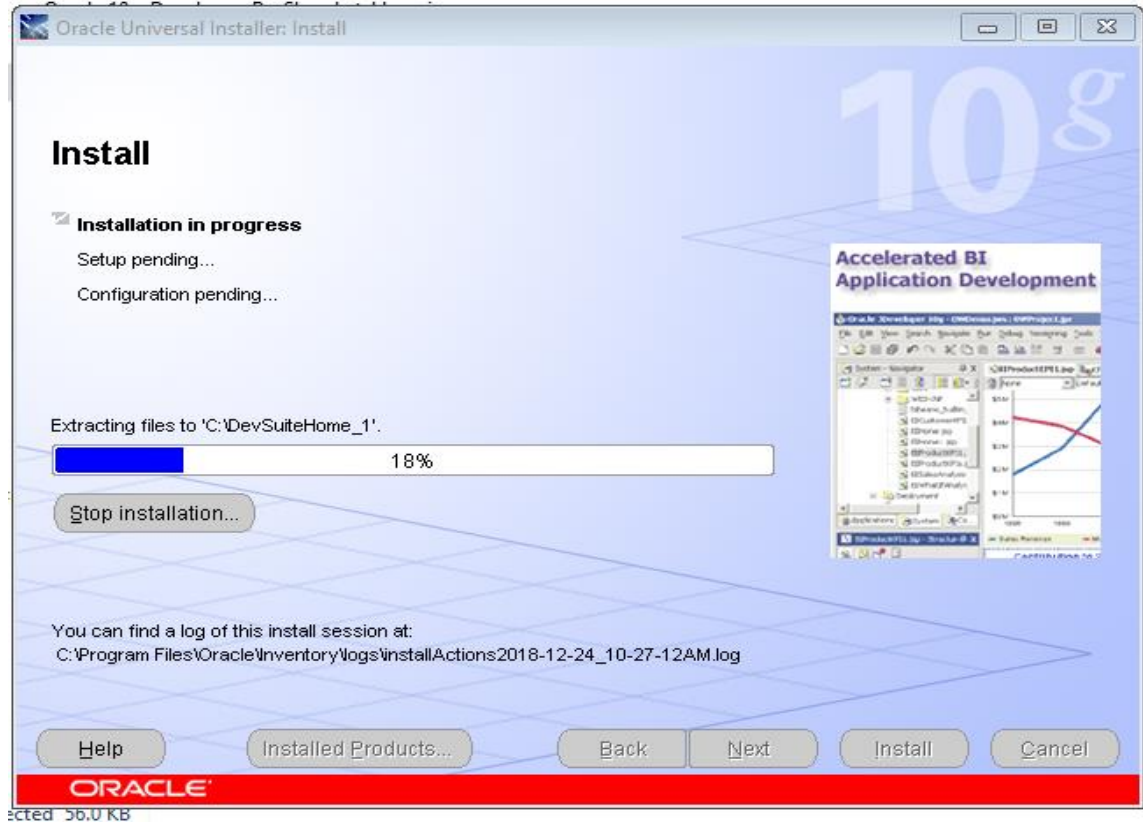 Oracle Universal Installer: Install
10g
Install
Installation in progress
Setup pending...
Configuration pending...
Accelerated BI
Application Development
Extracting files to 'C:\DevSuiteHome_1'.
18%
Stop installation...
You can find a log of this install session at:
C:\Program Files\Oracle\Inventory\logs\installActions2018-12-24_10-27-12AM.log
Help
Installed Products...
Back
Next
Install
Cancel
ORACLE
ected 56.0 KB